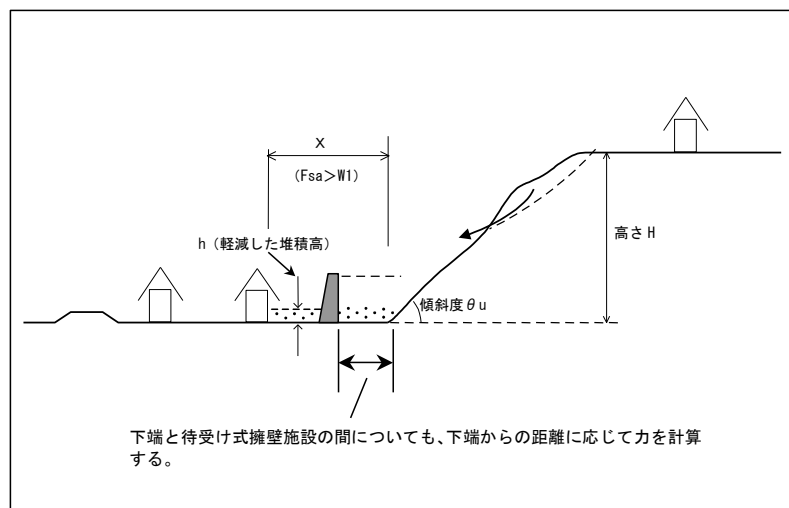 X
(Fsa＞W1)
h（軽減した堆積高）
高さH
傾斜度θu
下端と待受け式擁壁施設の間についても、下端からの距離に応じて力を計算
する。